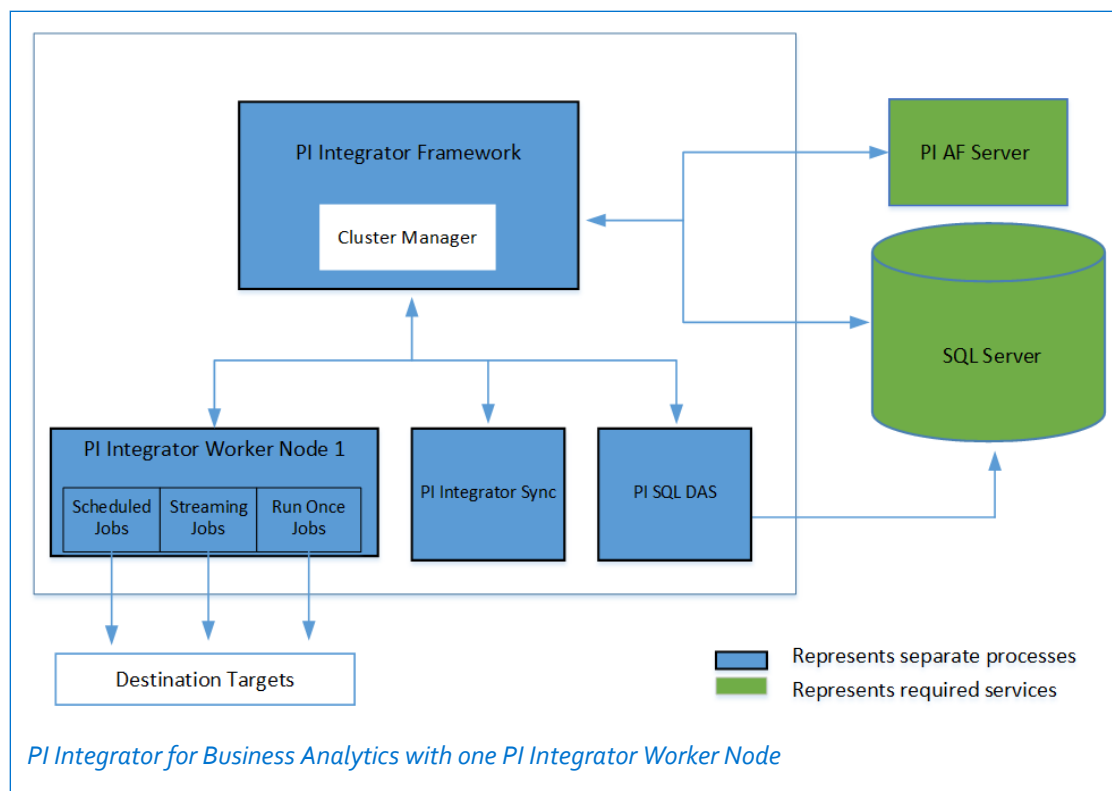 PI Integrator Framework
Cluster Manager
PI AF Server
SQL Server
PI Integrator Worker Node 1
Scheduled
Jobs
Streaming
Jobs
Run Once
Jobs
PI Integrator Sync
PI SQL DAS
Destination Targets
Represents separate processes
Represents required services
PI Integrator for Business Analytics with one PI Integrator Worker Node